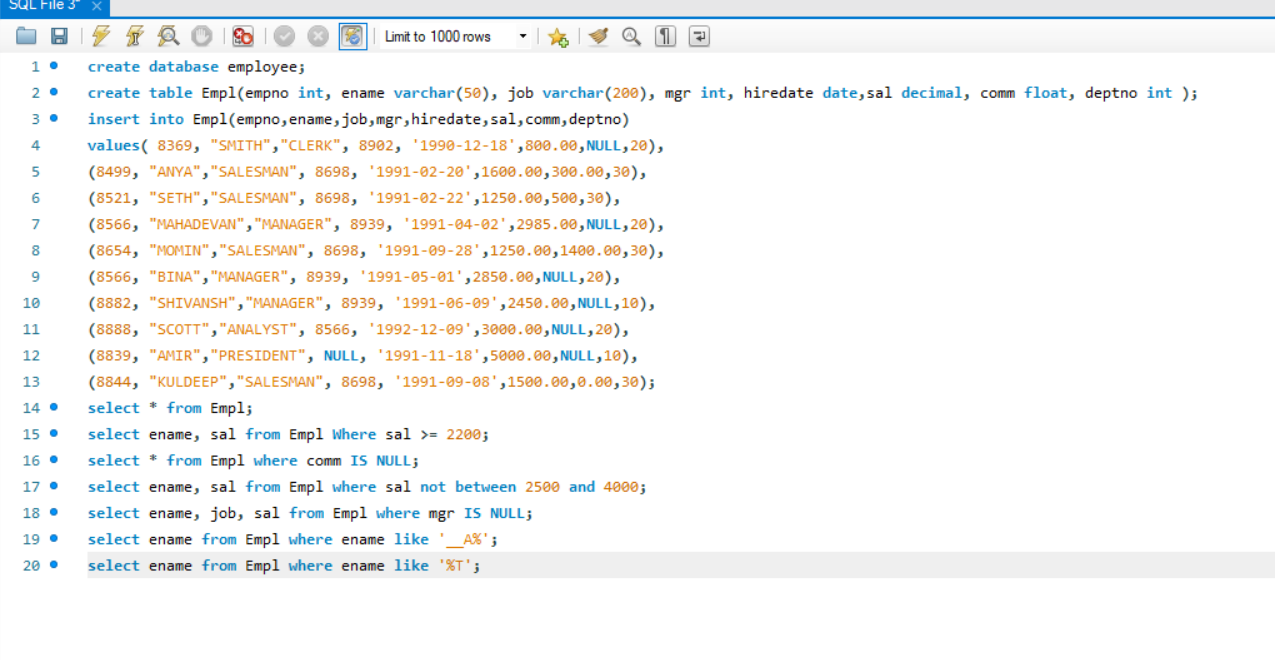 SQL File 3*
Limit to 1000 rows
1 create database employee;
2 create table Empl(empno int, ename varchar(50), job varchar(200), mgr int, hiredate date,sal decimal, comm float, deptno int );
3 insert into Empl(empno,ename,job,mgr,hiredate,sal,comm,deptno)
4 values( 8369, "SMITH","CLERK", 8902, '1990-12-18',800.00,NULL,20),
5 (8499, "ANYA","SALESMAN", 8698, '1991-02-20',1600.00,300.00,30),
6 (8521, "SETH","SALESMAN", 8698, '1991-02-22',1250.00,500,30),
7 (8566, "MAHADEVAN","MANAGER", 8939, '1991-04-02',2985.00,NULL,20),
8 (8654, "MOMIN","SALESMAN", 8698, '1991-09-28',1250.00,1400.00,30),
9 (8566, "BINA","MANAGER", 8939, '1991-05-01',2850.00,NULL,20),
10 (8882, "SHIVANSH","MANAGER", 8939, '1991-06-09',2450.00,NULL,10),
11 (8888, "SCOTT","ANALYST", 8566, '1992-12-09',3000.00,NULL,20),
12 (8839, "AMIR","PRESIDENT", NULL, '1991-11-18',5000.00,NULL,10),
13 (8844, "KULDEEP","SALESMAN", 8698, '1991-09-08',1500.00,0.00,30);
14 select * from Empl;
15 select ename, sal from Empl Where sal >= 2200;
16 select * from Empl where comm IS NULL;
17 select ename, sal from Empl where sal not between 2500 and 4000;
18 select ename, job, sal from Empl where mgr IS NULL;
19 select ename from Empl where ename like '__A%';
20 select ename from Empl where ename like '%T';